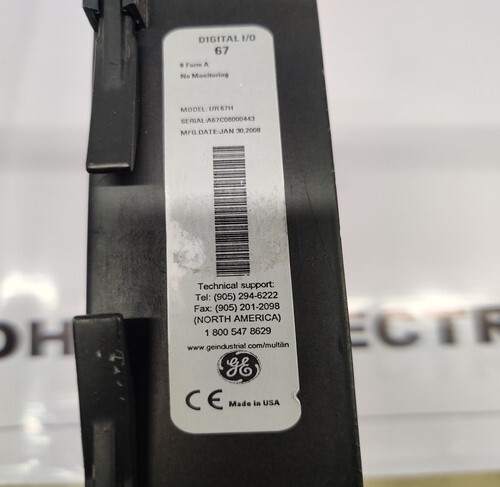 DIGITAL I/O
67
8 Form A
No Monitoring
MODEL: UR 67H
SERIAL:A67C08000443
MFG.DATE:JAN 30,2008
Technical support:
Tel: (905) 294-6222
Fax: (905) 201-2098
(NORTH AMERICA)
1 800 547 8629
www.geindustrial.com/multilin
GE
CE Made in USA
OH ECTR